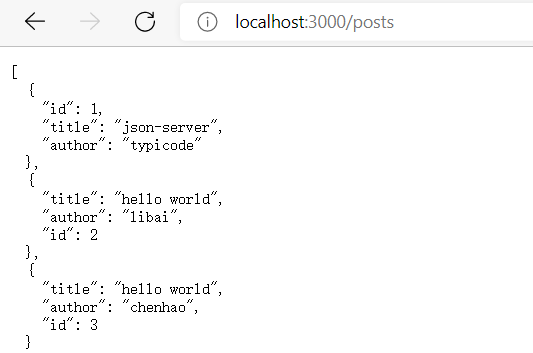 localhost:3000/posts
[
  {
    "id": 1,
    "title": "json-server",
    "author": "typicode"
  },
  {
    "title": "hello world",
    "author": "libai",
    "id": 2
  },
  {
    "title": "hello world",
    "author": "chenhao",
    "id": 3
  }